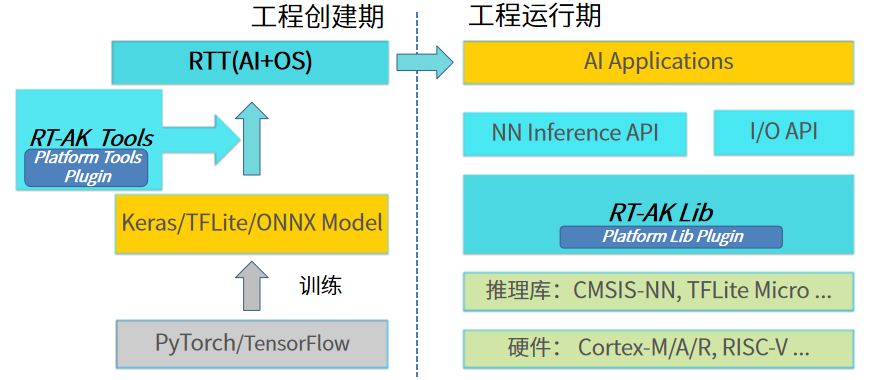 工程创建期
RTT(AI+OS)
RT-AK Tools
Platform Tools
Plugin
Keras/TFLite/ONNX Model
训练
PyTorch/TensorFlow
工程运行期
AI Applications
NN Inference API
I/O API
RT-AK Lib
Platform Lib Plugin
推理库：CMSIS-NN, TFLite Micro ...
硬件： Cortex-M/A/R, RISC-V ...